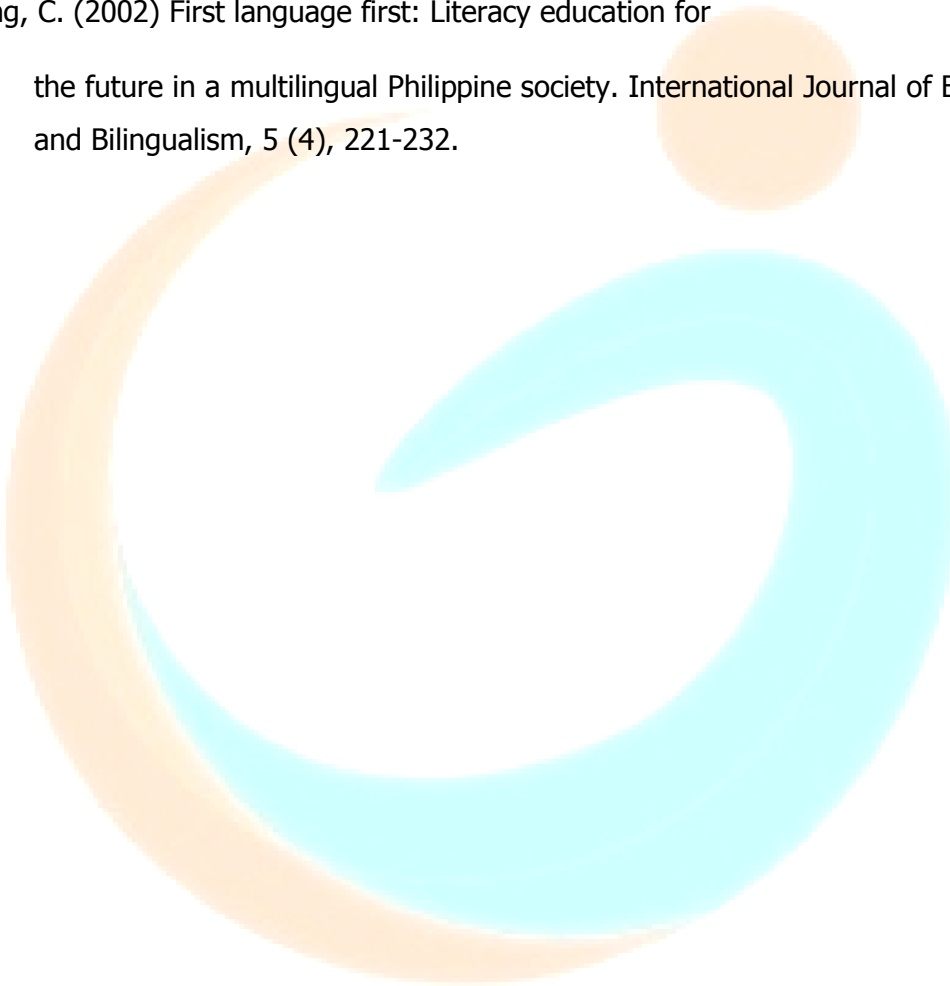 C. (2002) First language first: Literacy education for
the future in a multilingual Philippine society. International Journal of
and Bilingualism, 5 (4), 221-232.